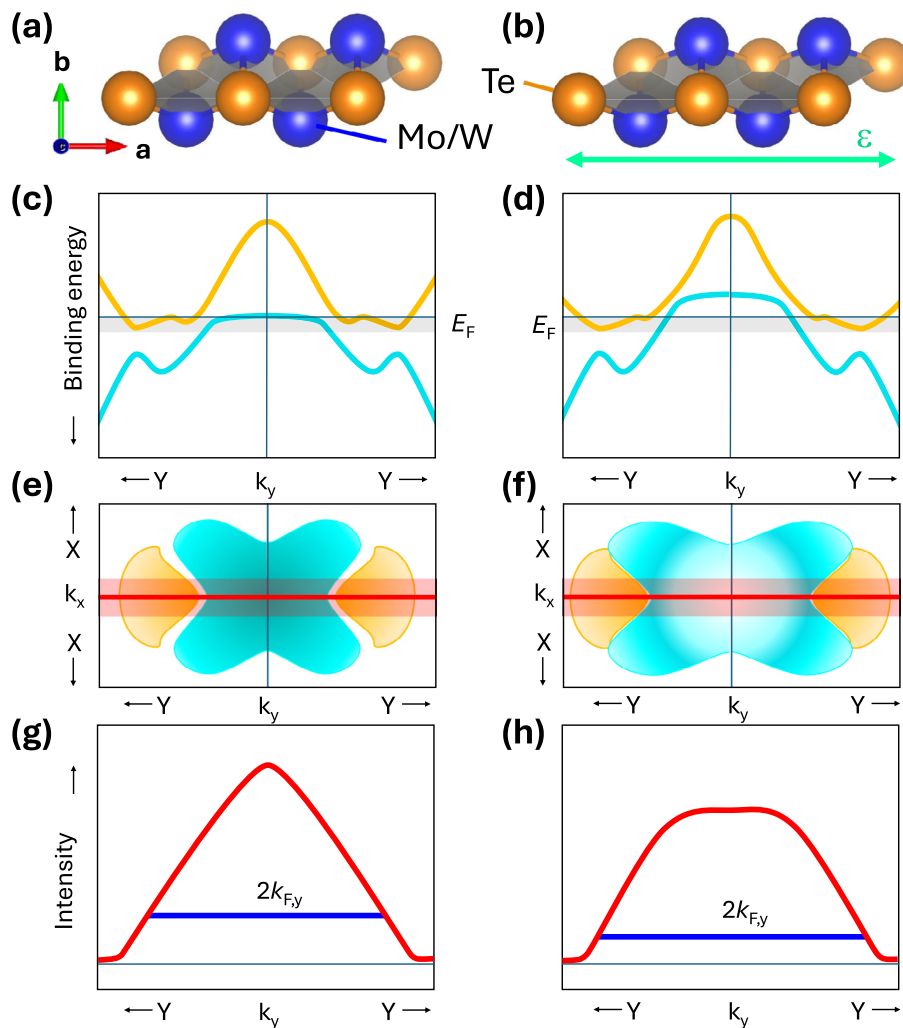 (a)
b
a
Mo/W
(b)
Te
ε
(c)
Binding energy
E_F
Y
k_y
Y
(d)
E_F
Y
k_y
Y
(e)
X
k_x
X
Y
k_y
Y
(f)
X
k_x
X
Y
k_y
Y
(g)
Intensity
2k_F,y
Y
k_y
Y
(h)
2k_F,y
Y
k_y
Y